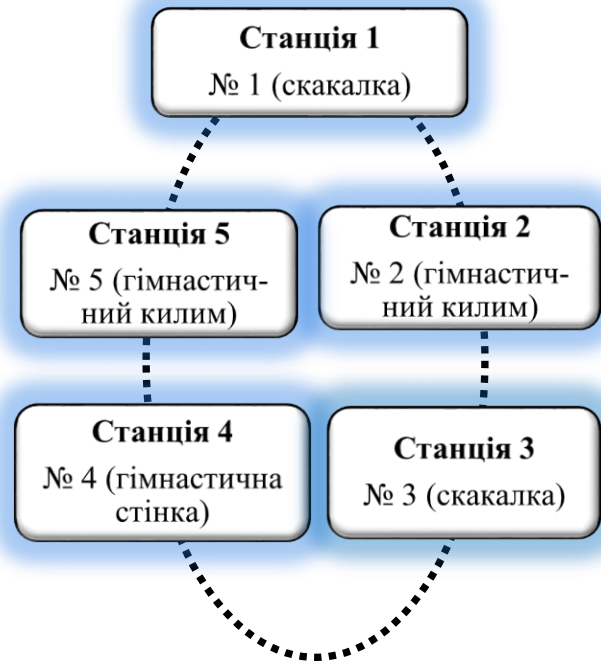 Станція 1
№ 1 (скакалка)
Станція 2
№ 2 (гімнастич-
ний килим)
Станція 3
№ 3 (скакалка)
Станція 4
№ 4 (гімнастична
стінка)
Станція 5
№ 5 (гімнастич-
ний килим)